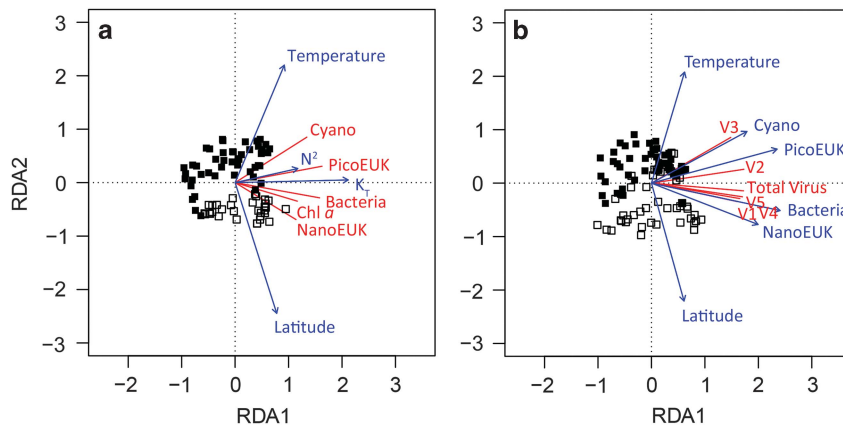 a
3
2
1
0
−1
−2
−3
RDA2
−2
−1
0
1
2
3
RDA1
Temperature
Cyano
N²
PicoEUK
K_T
Bacteria
Chl a
NanoEUK
Latitude
b
3
2
1
0
−1
−2
−3
−2
−1
0
1
2
3
RDA1
Temperature
V3
Cyano
PicoEUK
V2
Total Virus
V5
Bacteria
V1 V4
NanoEUK
Latitude